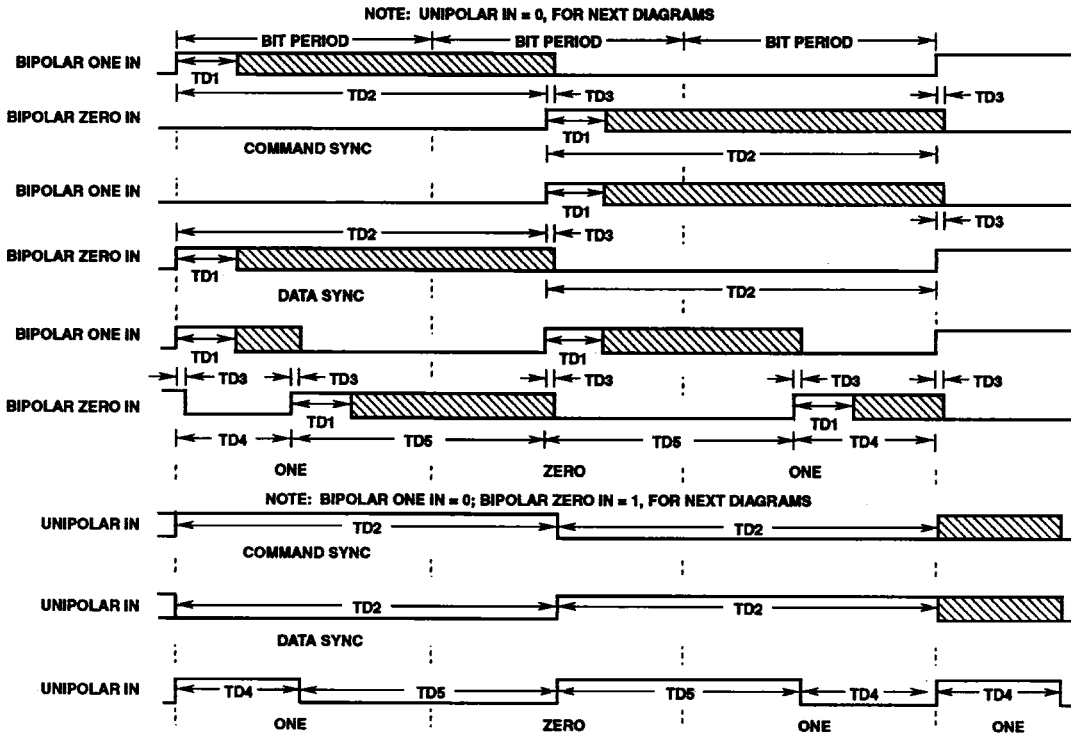 NOTE: UNIPOLAR IN = 0, FOR NEXT DIAGRAMS
BIT PERIOD BIT PERIOD BIT PERIOD
BIPOLAR ONE IN
TD1
TD2 TD3 TD3
BIPOLAR ZERO IN
TD1
COMMAND SYNC
TD2
BIPOLAR ONE IN
TD1
TD2 TD3 TD3
BIPOLAR ZERO IN
TD1
DATA SYNC
TD2
BIPOLAR ONE IN
TD1 TD1
TD3 TD3 TD3 TD3 TD3
BIPOLAR ZERO IN
TD1 TD1
TD4 TD5 TD5 TD4
ONE ZERO ONE
NOTE: BIPOLAR ONE IN = 0; BIPOLAR ZERO IN = 1, FOR NEXT DIAGRAMS
UNIPOLAR IN
TD2 TD2
COMMAND SYNC
UNIPOLAR IN
TD2 TD2
DATA SYNC
UNIPOLAR IN
TD4 TD5 TD5 TD4 TD4
ONE ZERO ONE ONE